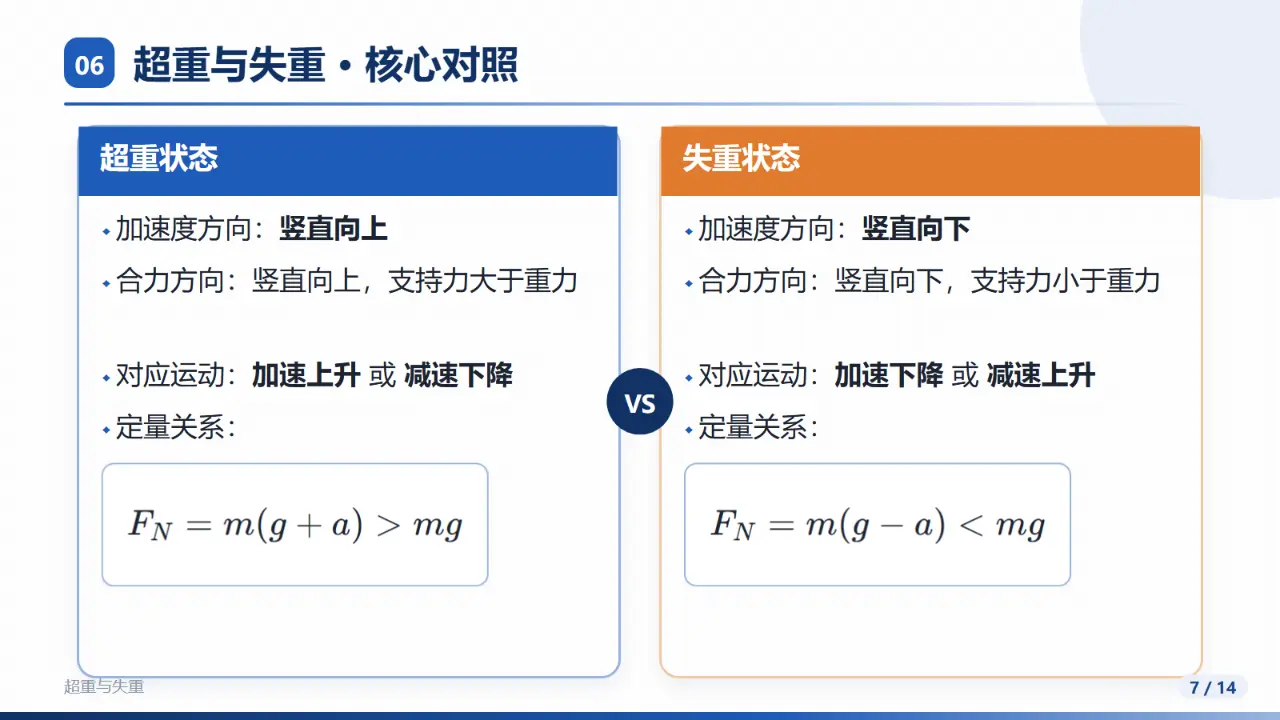 06 超重与失重·核心对照
超重状态
加速度方向：竖直向上
合力方向：竖直向上，支持力大于重力
对应运动：加速上升 或 减速下降
定量关系：
F_N = m(g + a) > mg
VS
失重状态
加速度方向：竖直向下
合力方向：竖直向下，支持力小于重力
对应运动：加速下降 或 减速上升
定量关系：
F_N = m(g − a) < mg
超重与失重
7 / 14